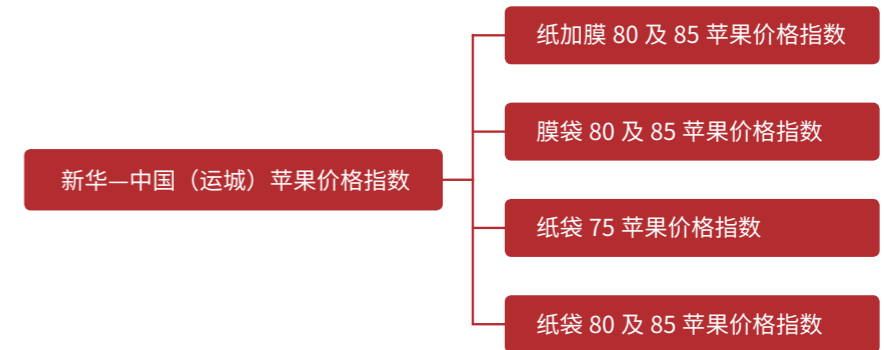 新华—中国（运城）苹果价格指数
纸加膜 80 及 85 苹果价格指数
膜袋 80 及 85 苹果价格指数
纸袋 75 苹果价格指数
纸袋 80 及 85 苹果价格指数